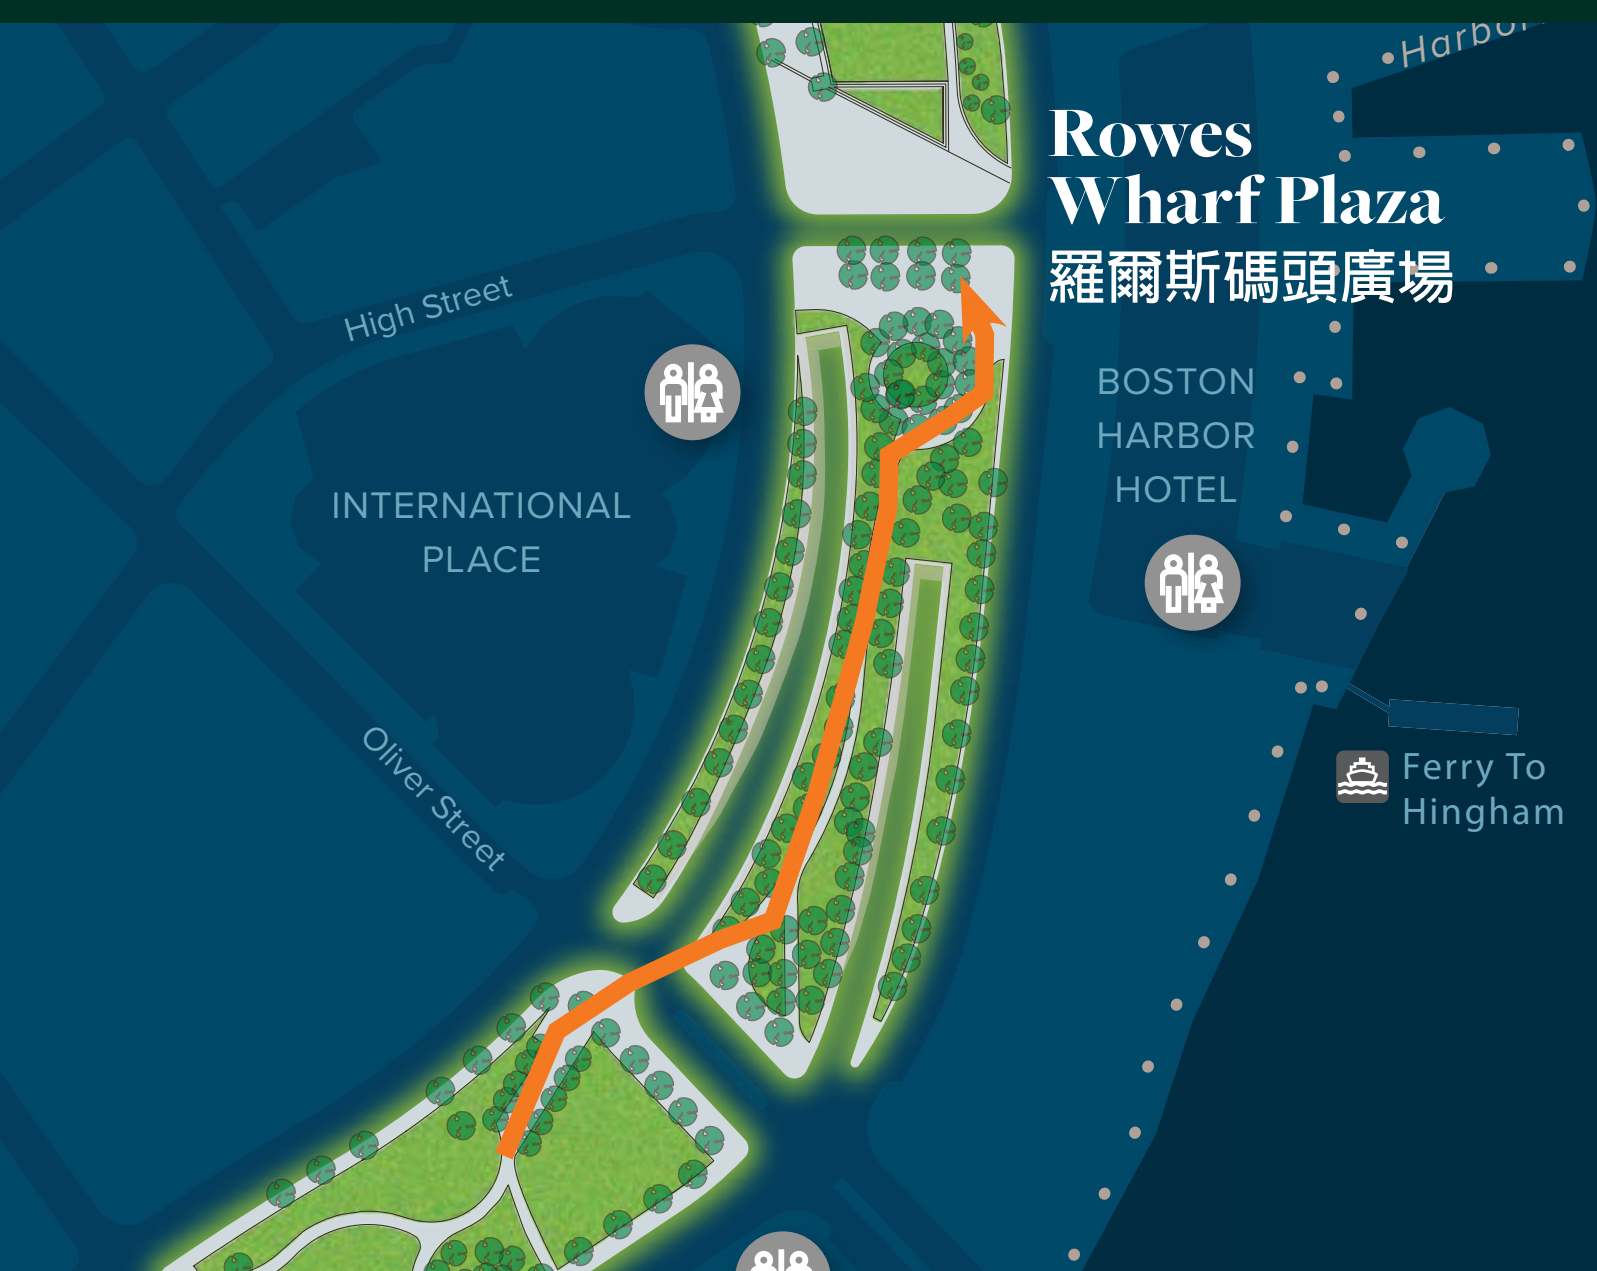 Harbor
Rowes
Wharf Plaza
羅爾斯碼頭廣場
High Street
BOSTON
HARBOR
HOTEL
INTERNATIONAL
PLACE
Oliver Street
Ferry To
Hingham